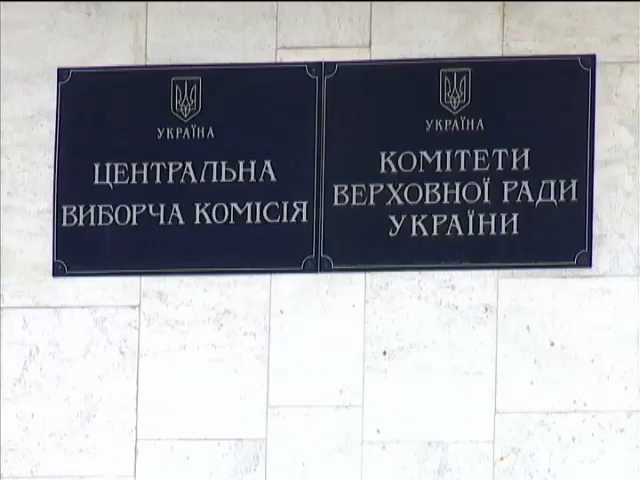 УКРАЇНА
ЦЕНТРАЛЬНА
ВИБОРЧА КОМІСІЯ
УКРАЇНА
КОМІТЕТИ
ВЕРХОВНОЇ РАДИ
УКРАЇНИ